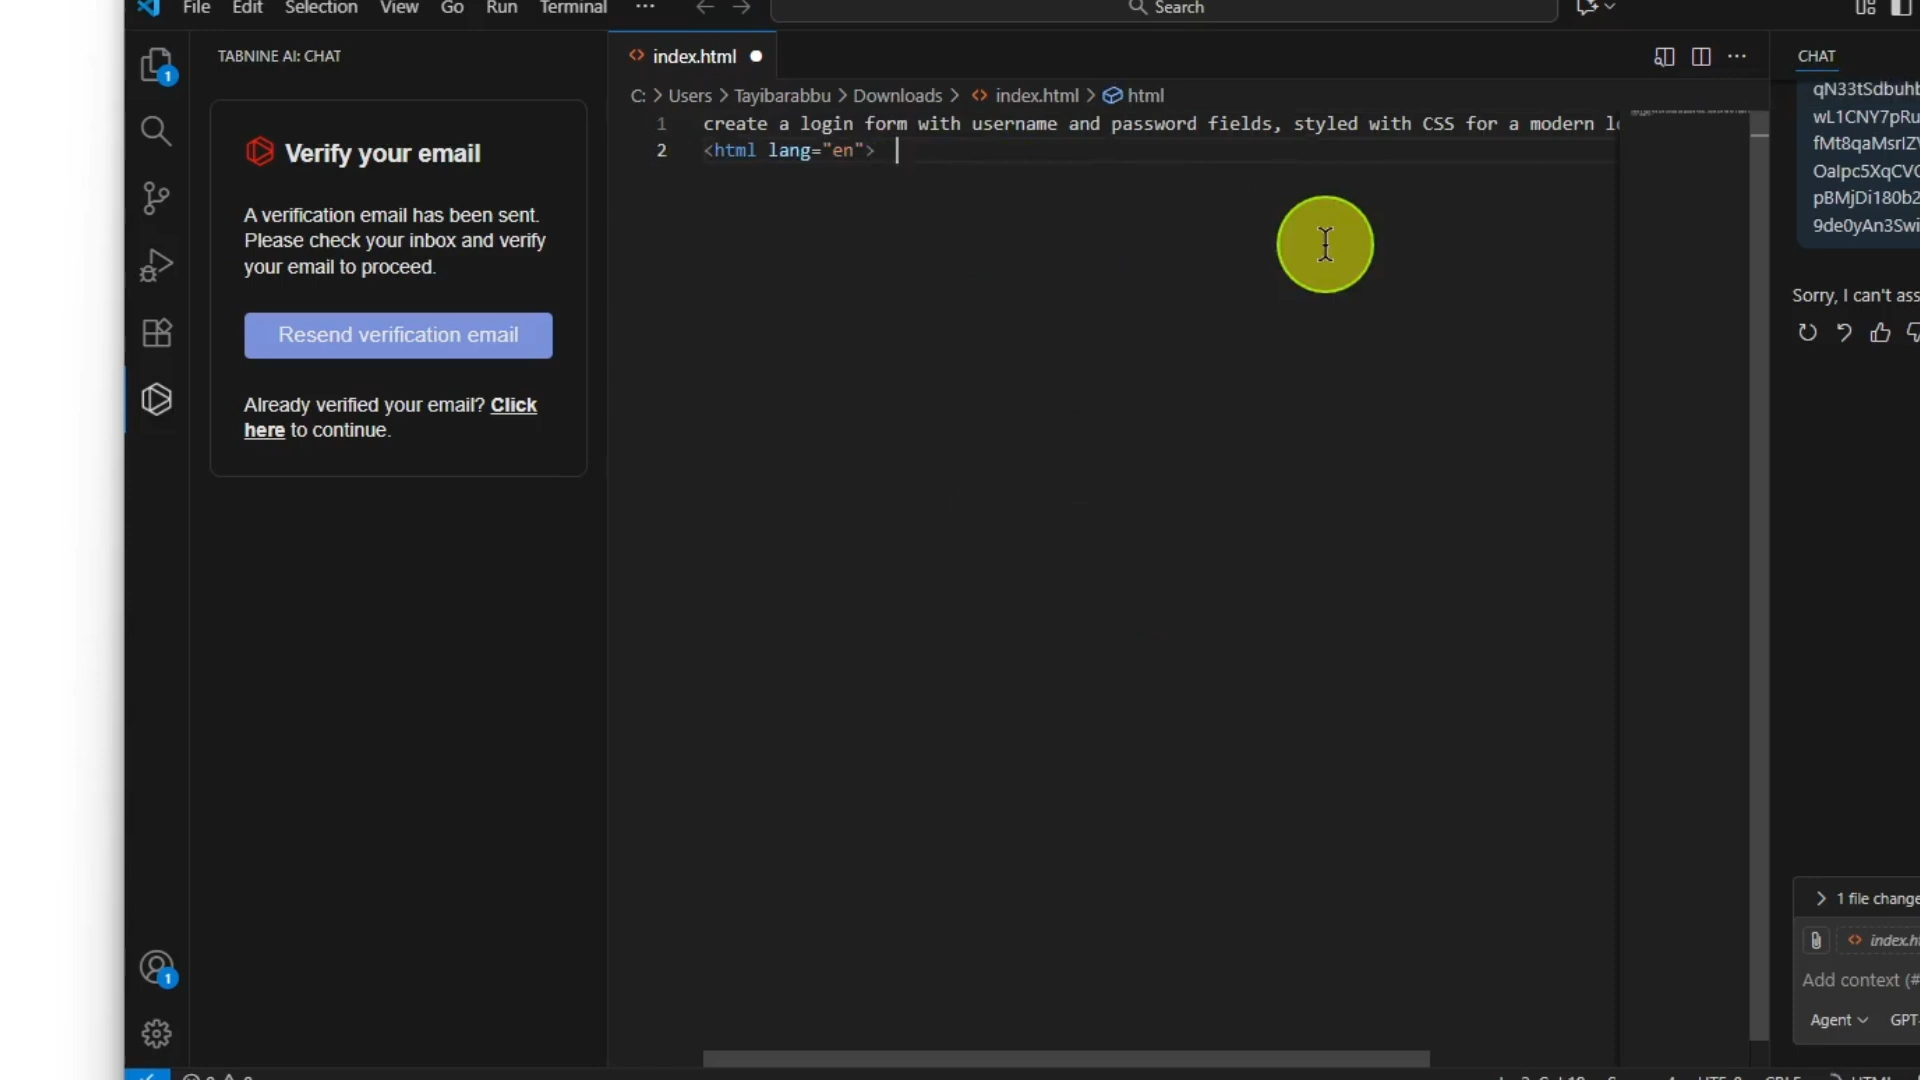 File Edit Selection View Go Run Terminal ··· Search
TABNINE AI: CHAT
Verify your email
A verification email has been sent.
Please check your inbox and verify
your email to proceed.
Resend verification email
Already verified your email? Click
here to continue.
1
1
index.html
C: > Users > Tayibarabbu > Downloads > index.html > html
1 create a login form with username and password fields, styled with CSS for a modern
2 <html lang="en">
CHAT
qN33tSdbuhb
wL1CNY7pRu
9de0yAn3Swi
Sorry, I can't ass
1 file change
index.h
Add context (#
Agent GPT-